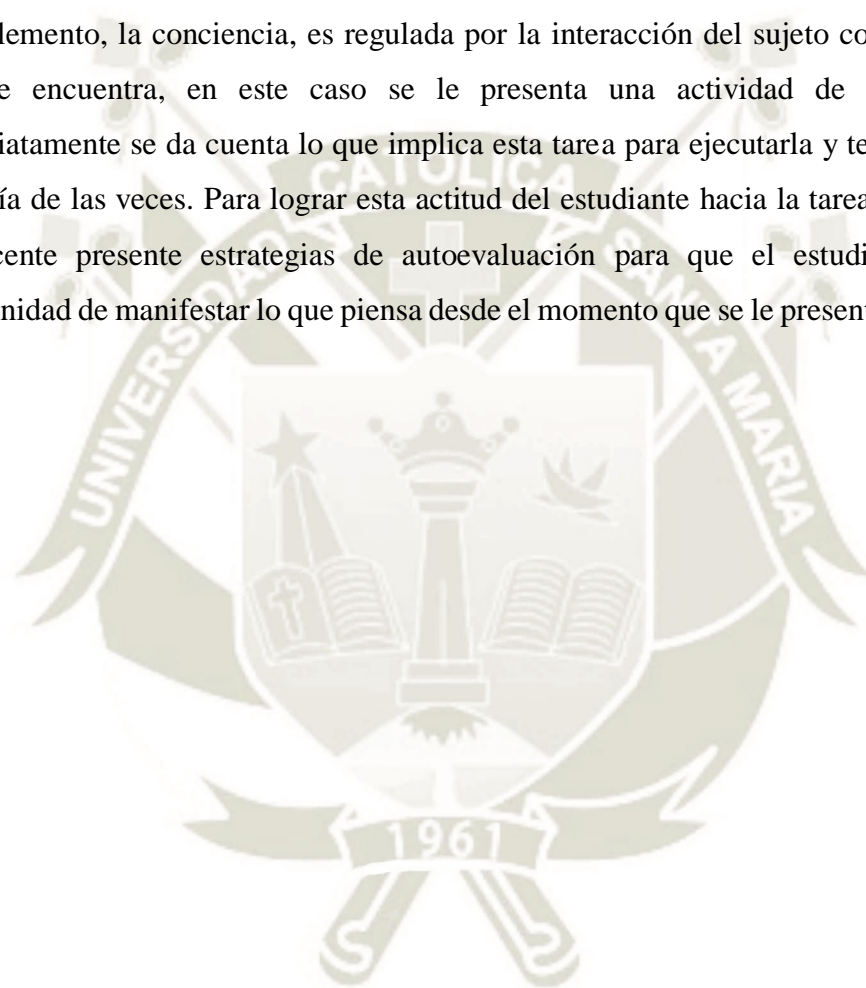 lemento, la conciencia, es regulada por la interacción del sujeto co
e encuentra, en este caso se le presenta una actividad de
iatamente se da cuenta lo que implica esta tarea para ejecutarla y te
ía de las veces. Para lograr esta actitud del estudiante hacia la tarea
cente presente estrategias de autoevaluación para que el estudi
nidad de manifestar lo que piensa desde el momento que se le present
UNIVERSIDAD CATOLICA SANTA MARIA
1961